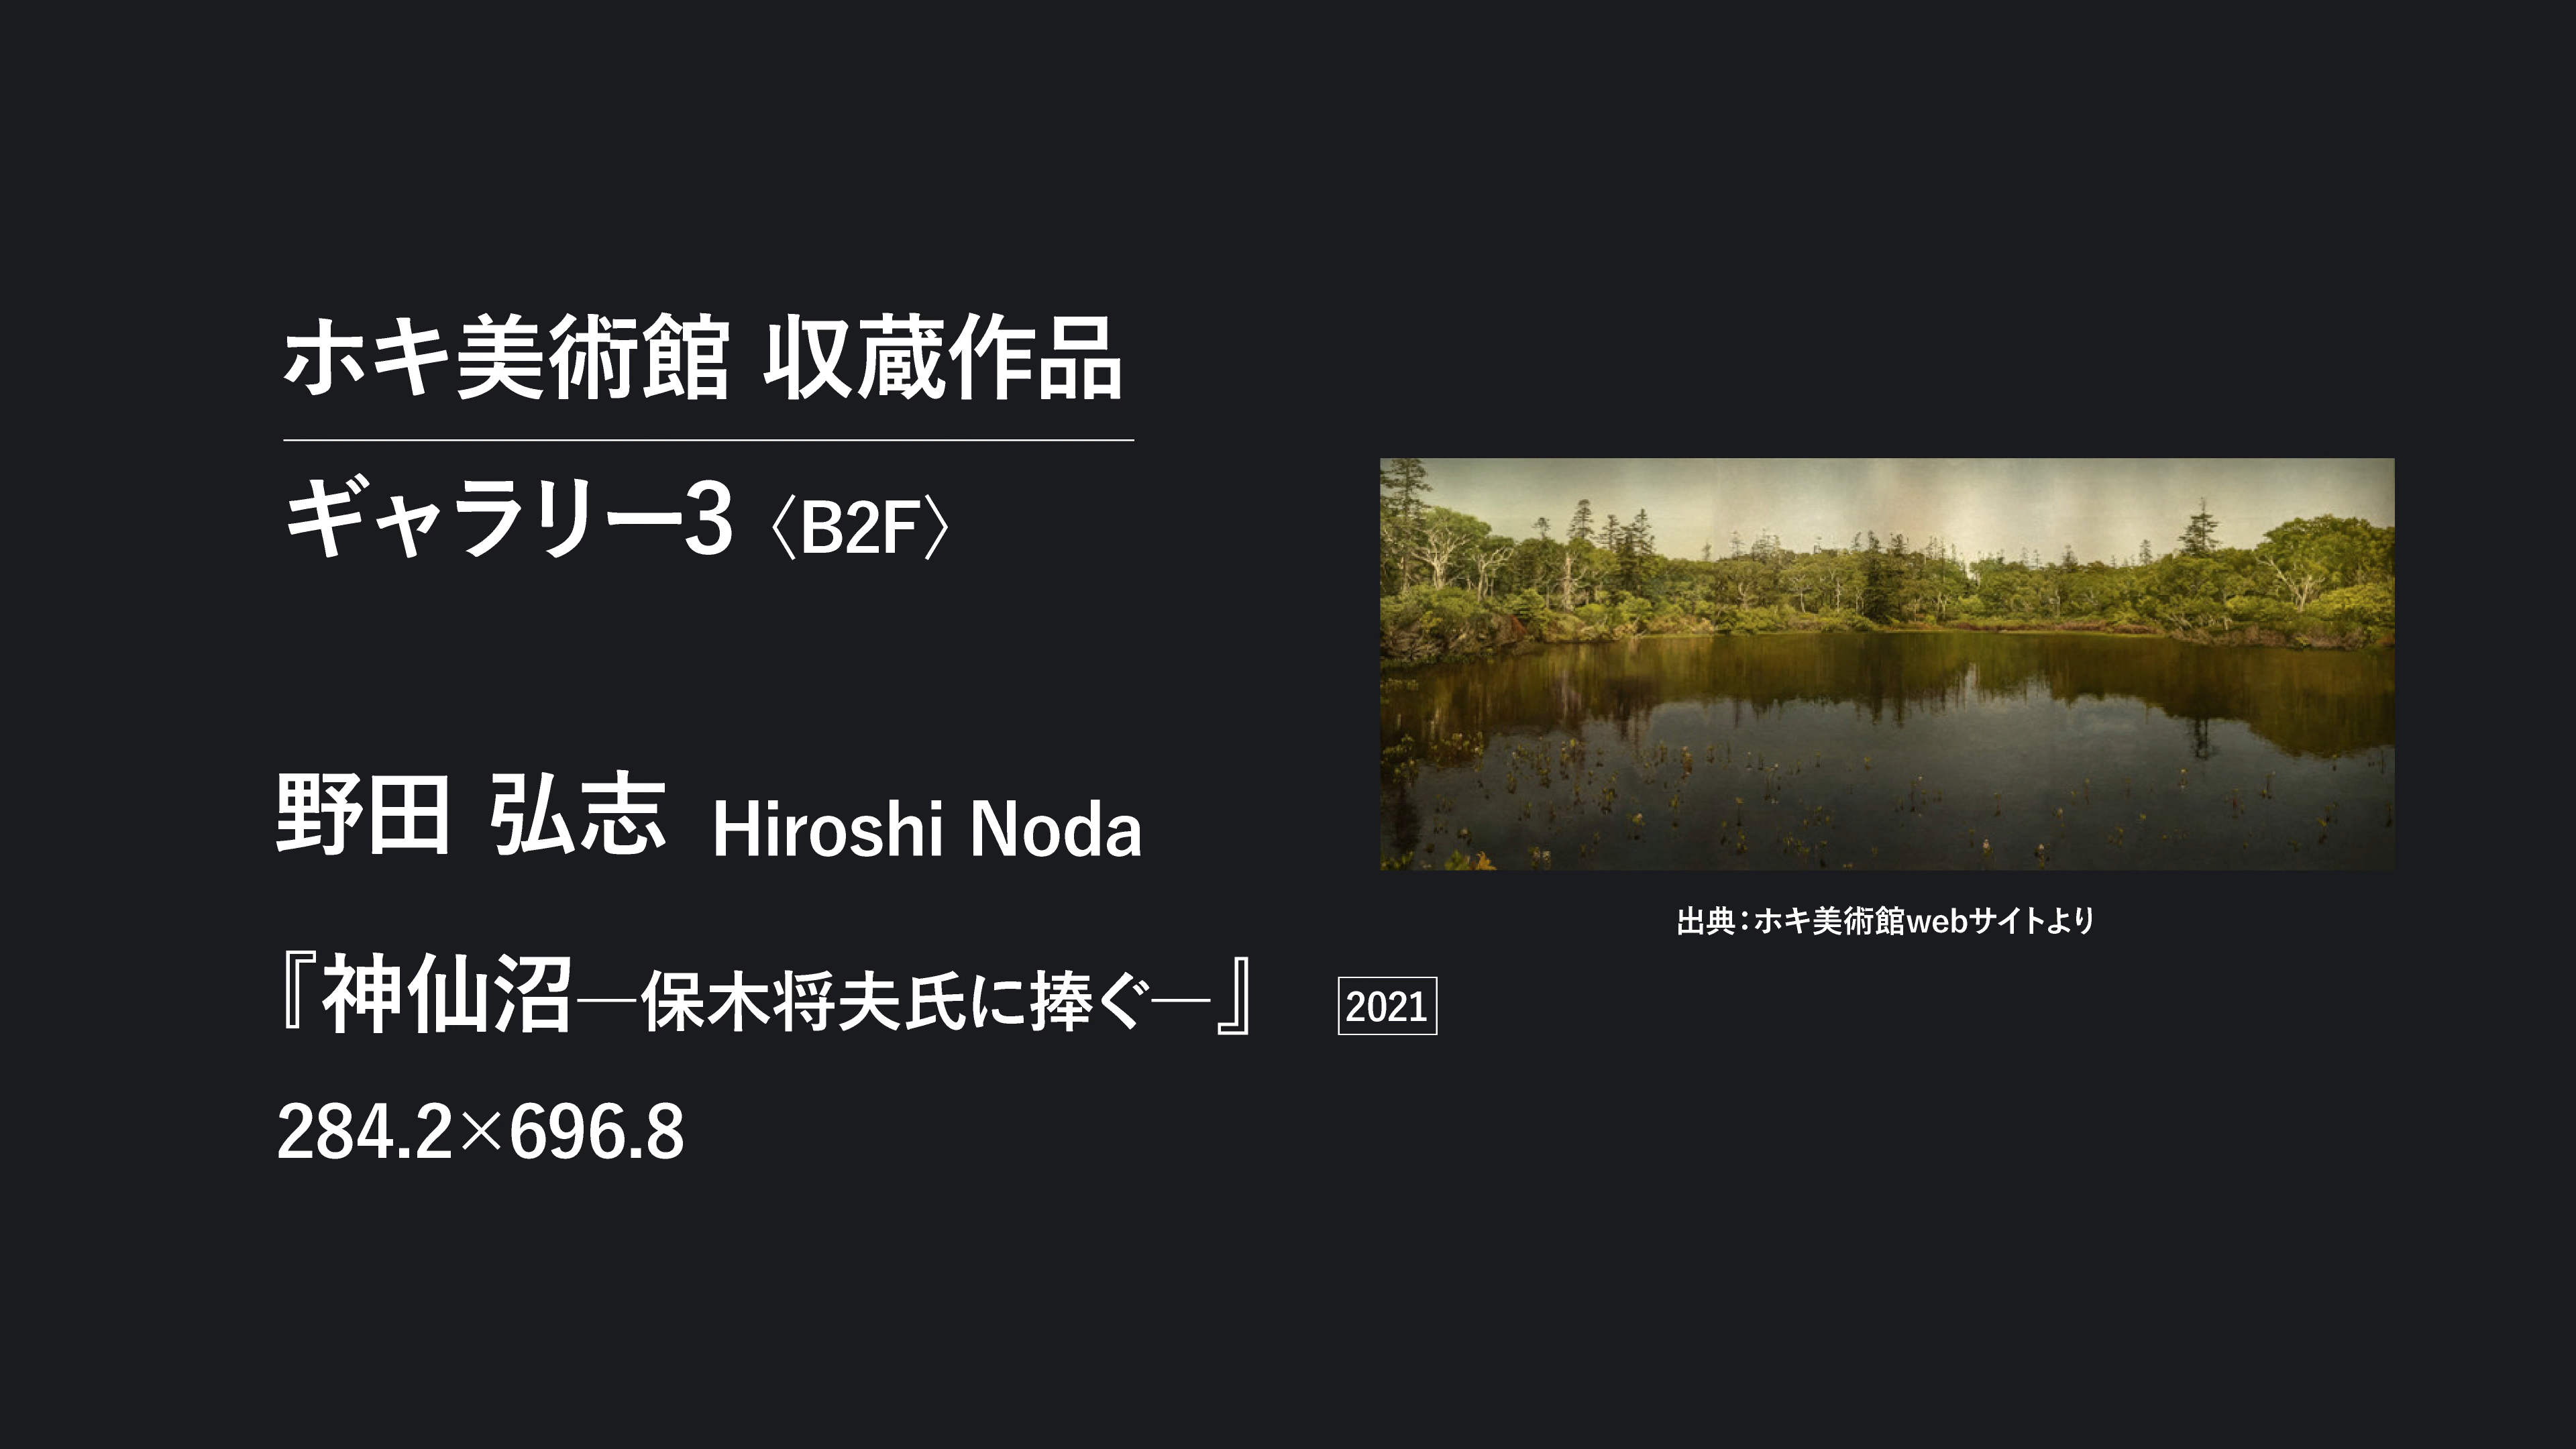 ホキ美術館 収蔵作品
ギャラリー3〈B2F〉
野田 弘志 Hiroshi Noda
『神仙沼―保木将夫氏に捧ぐ―』 2021
284.2×696.8
出典：ホキ美術館webサイトより